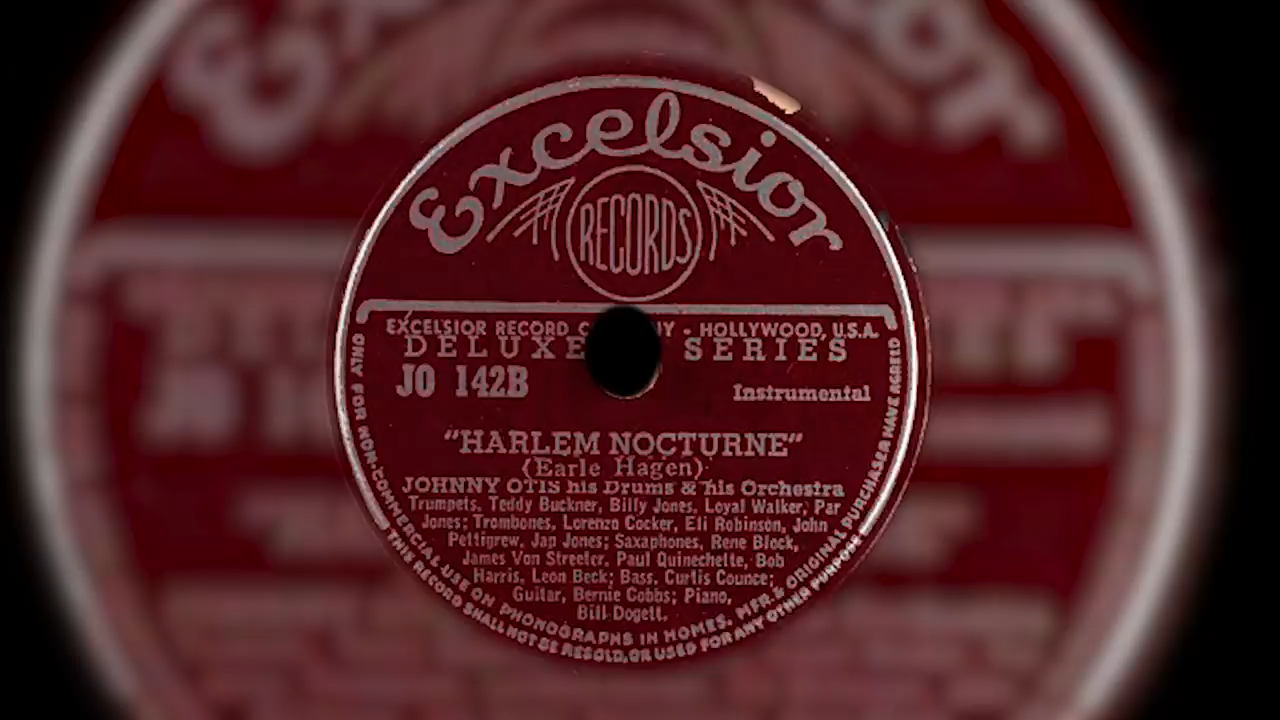 Excelsior
RECORDS
EXCELSIOR RECORD C NY • HOLLYWOOD, U.S.A.
DELUXE SERIES
JO 142B
Instrumental
"HARLEM NOCTURNE"
(Earle Hagen)
JOHNNY OTIS his Drums & his Orchestra
Trumpets, Teddy Buckner, Billy Jones, Loyal Walker, Par
Jones; Trombones, Lorenzo Cocker, Eli Robinson, John
Pettigrew, Jap Jones; Saxaphones, Rene Block,
James Von Streeter, Paul Quinechette, Bob
Harris, Leon Beck; Bass, Curtis Counce;
Guitar, Bernie Cobbs; Piano,
Bill Dogett.
ONLY FOR NON-COMMERCIAL USE ON PHONOGRAPHS IN HOMES. MFR. & ORIGINAL PURCHASER HAVE AGREED
THIS RECORD SHALL NOT BE RESOLD, OR USED FOR ANY OTHER PURPOSE